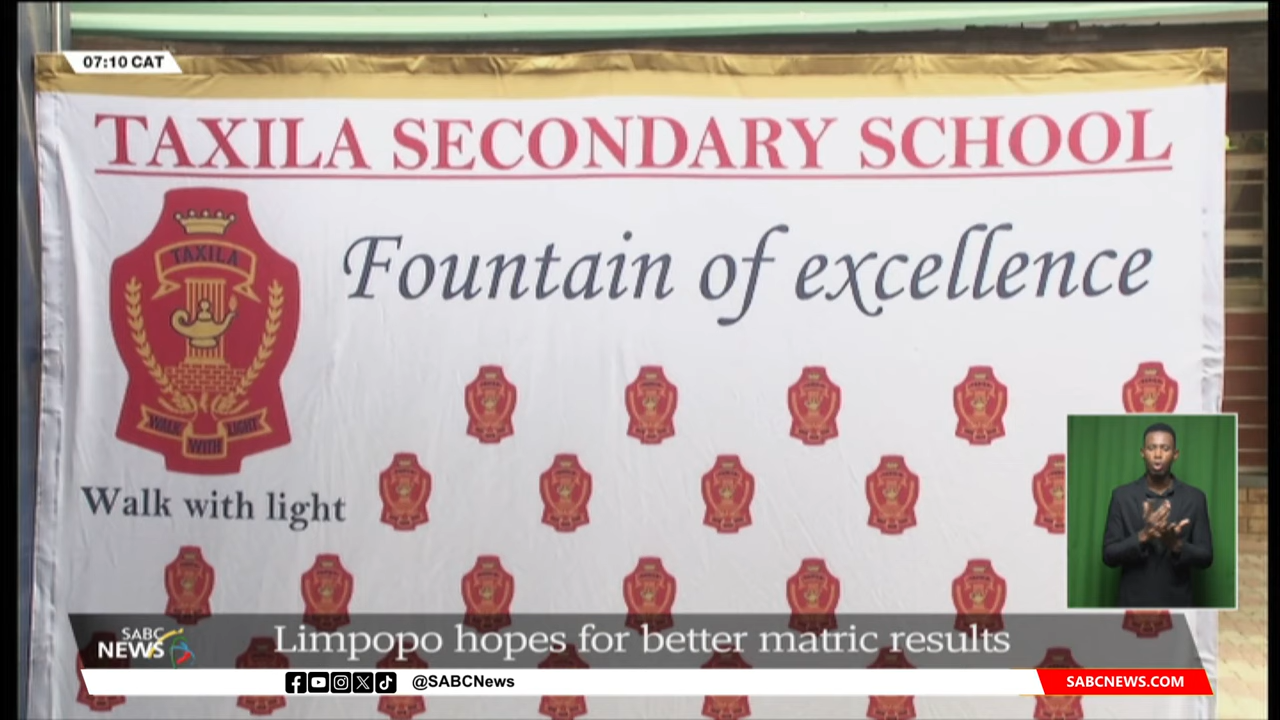 07:10 CAT
TAXILA SECONDARY SCHOOL
Fountain of excellence
TAXILA
WALK WITH LIGHT
Walk with light
SABC NEWS
Limpopo hopes for better matric results
@SABCNews
SABCNEWS.COM